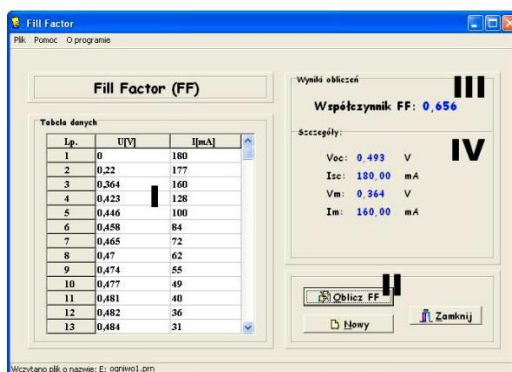 Fill Factor
Plik Pomoc O programie
Fill Factor (FF)
Tabela danych
Lp. U[V] I[mA]
1 0 180
2 0,22 177
3 0,364 160
4 0,423 128
5 0,446 100
6 0,458 84
7 0,465 72
8 0,47 62
9 0,474 55
10 0,477 49
11 0,481 40
12 0,482 36
13 0,484 31
I
Wyniki obliczeń
III
Współczynnik FF: 0,656
Szczegóły:
IV
Voc: 0,493 V
Isc: 180,00 mA
Vm: 0,364 V
Im: 160,00 mA
II
Oblicz FF
Nowy
Zamknij
Wczytano plik o nazwie: E: ogniwo1.prn